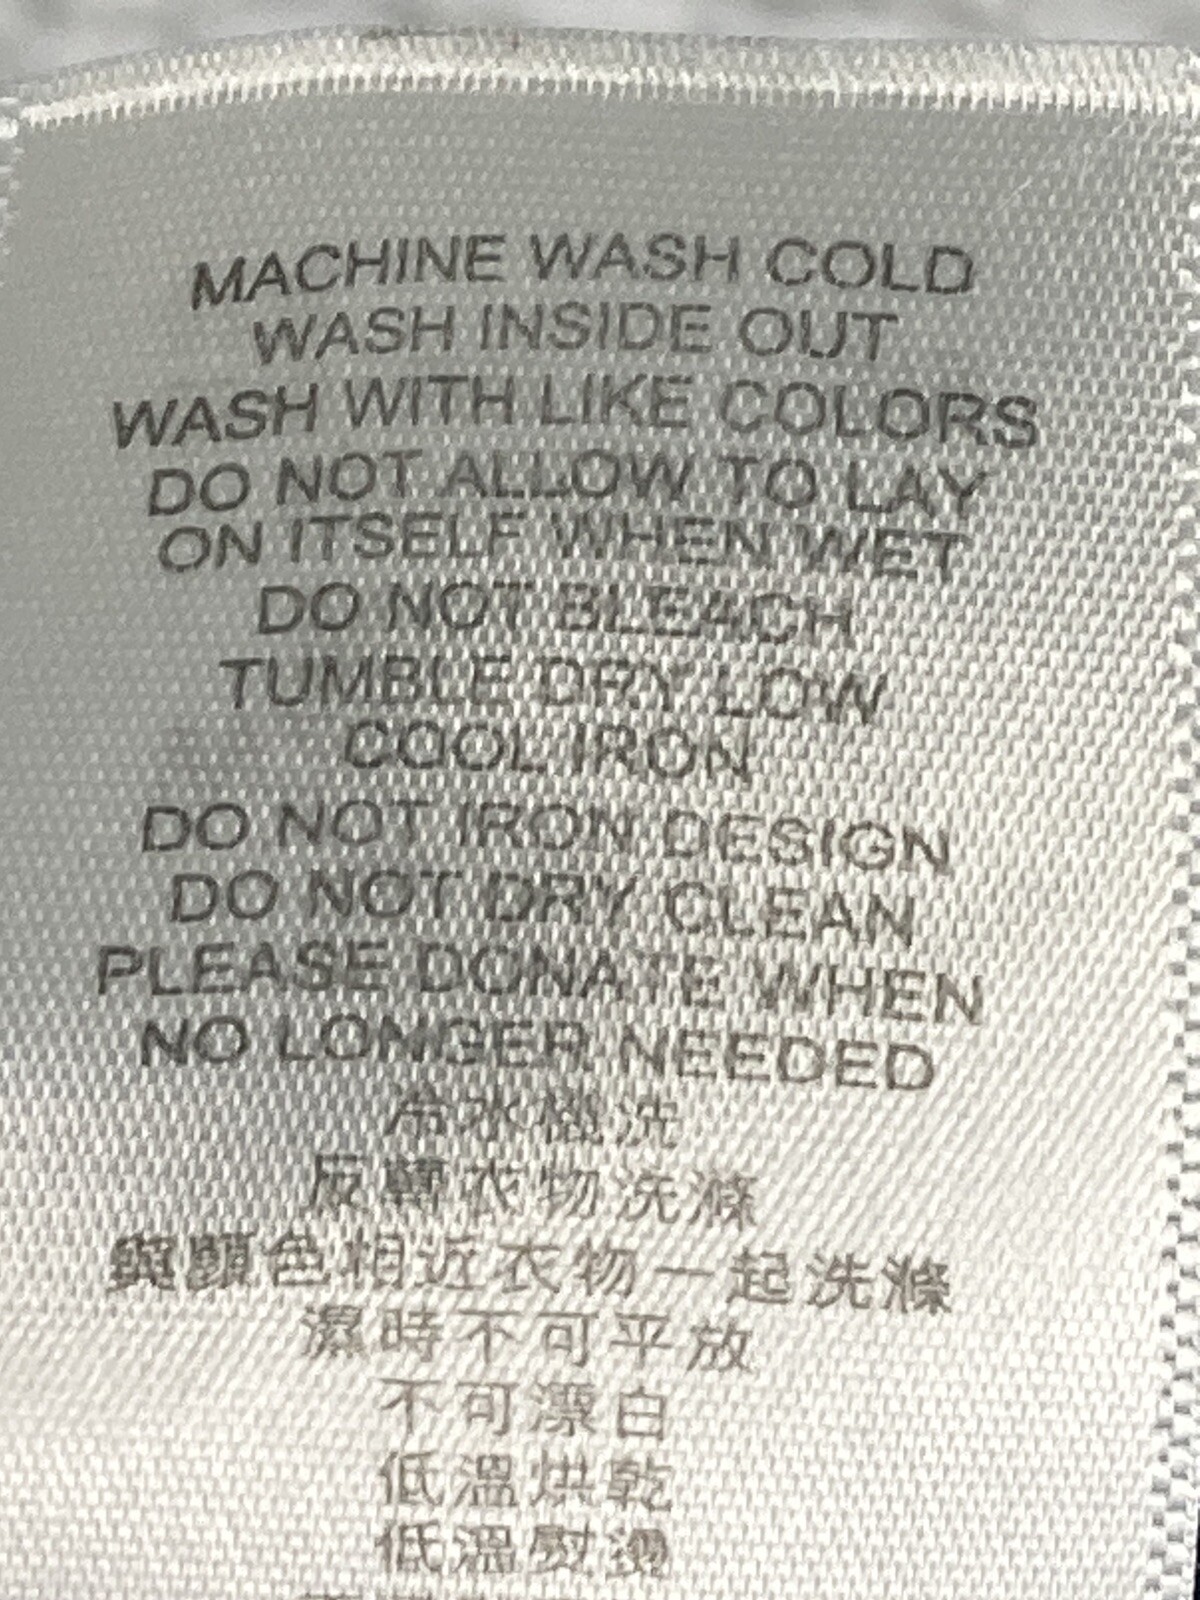 MACHINE WASH COLD
WASH INSIDE OUT
WASH WITH LIKE COLORS
DO NOT ALLOW TO LAY
ON ITSELF WHEN WET
DO NOT BLEACH
TUMBLE DRY LOW
COOL IRON
DO NOT IRON DESIGN
DO NOT DRY CLEAN
PLEASE DONATE WHEN
NO LONGER NEEDED
冷水機洗
反轉衣物洗滌
與顏色相近衣物一起洗滌
濕時不可平放
不可漂白
低溫烘乾
低溫熨燙